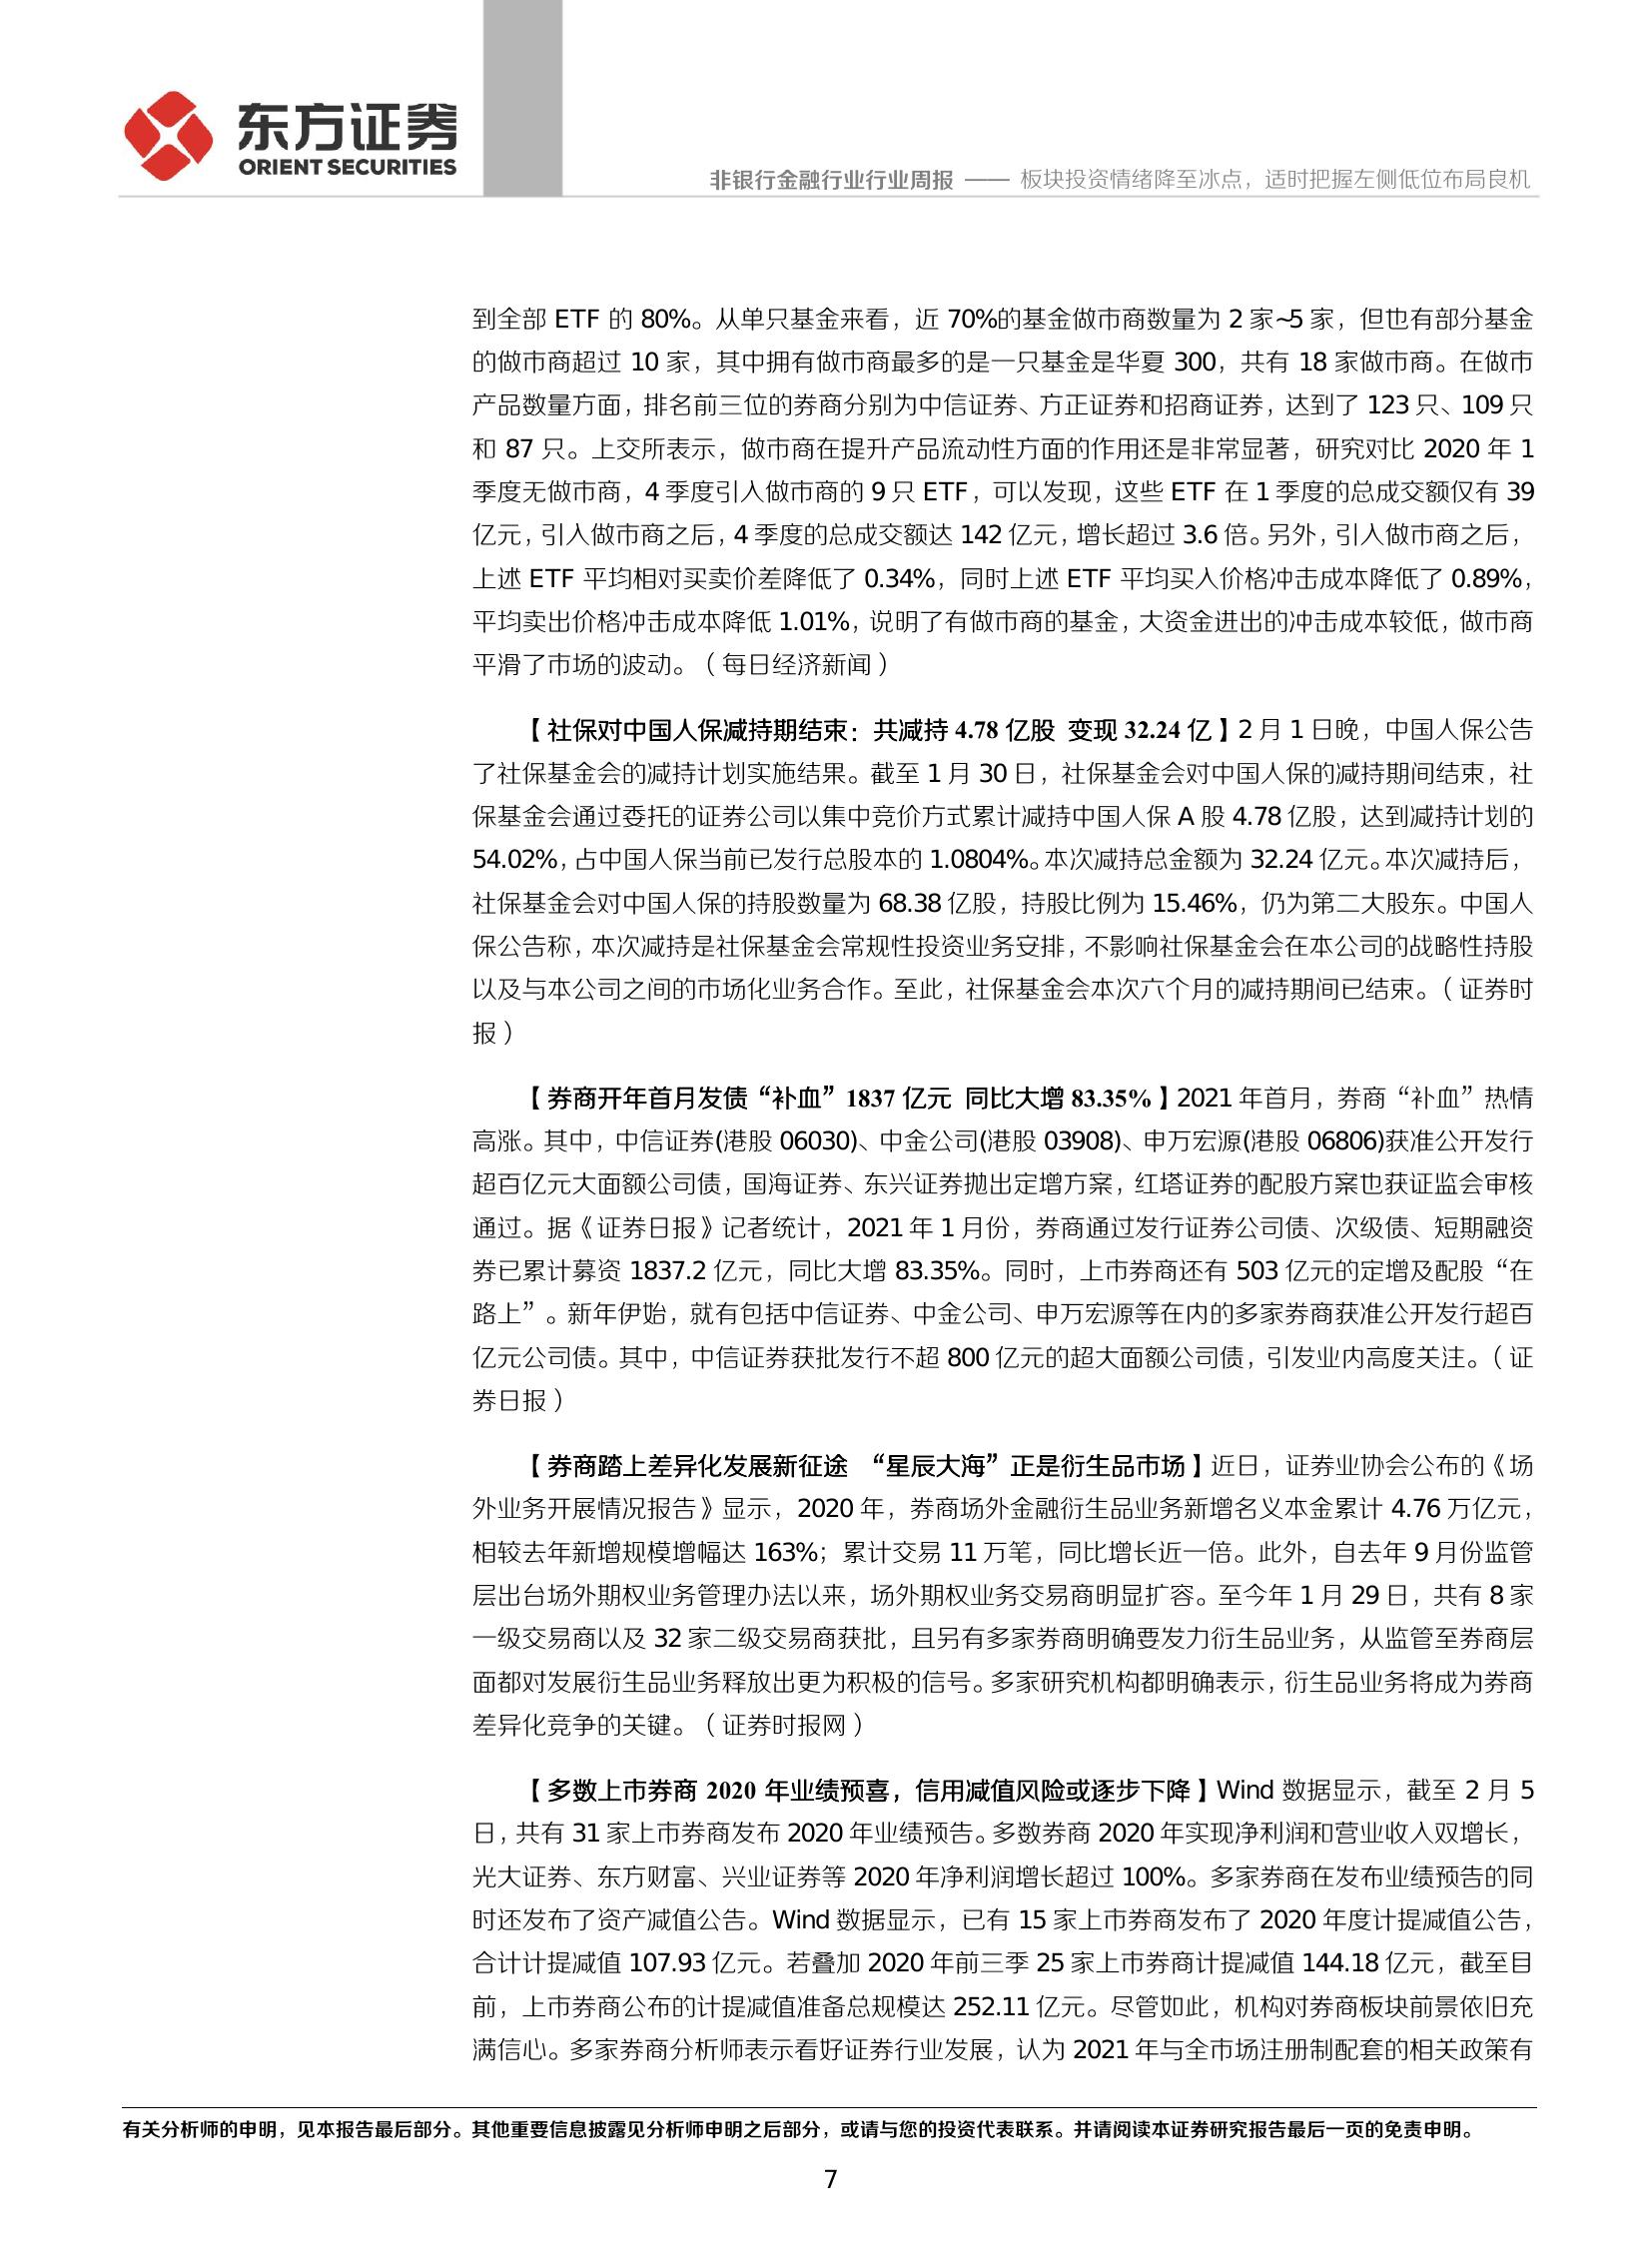 东方证券
ORIENT SECURITIES
非银行金融行业行业周报 —— 板块投资情绪降至冰点，适时把握左侧低位布局良机
到全部 ETF 的 80%。从单只基金来看，近 70%的基金做市商数量为 2 家~5 家，但也有部分基金
的做市商超过 10 家，其中拥有做市商最多的是一只基金是华夏 300，共有 18 家做市商。在做市
产品数量方面，排名前三位的券商分别为中信证券、方正证券和招商证券，达到了 123 只、109 只
和 87 只。上交所表示，做市商在提升产品流动性方面的作用还是非常显著，研究对比 2020 年 1
季度无做市商，4 季度引入做市商的 9 只 ETF，可以发现，这些 ETF 在 1 季度的总成交额仅有 39
亿元，引入做市商之后，4 季度的总成交额达 142 亿元，增长超过 3.6 倍。另外，引入做市商之后，
上述 ETF 平均相对买卖价差降低了 0.34%，同时上述 ETF 平均买入价格冲击成本降低了 0.89%，
平均卖出价格冲击成本降低 1.01%，说明了有做市商的基金，大资金进出的冲击成本较低，做市商
平滑了市场的波动。（每日经济新闻）
【社保对中国人保减持期结束：共减持 4.78 亿股 变现 32.24 亿】2 月 1 日晚，中国人保公告
了社保基金会的减持计划实施结果。截至 1 月 30 日，社保基金会对中国人保的减持期间结束，社
保基金会通过委托的证券公司以集中竞价方式累计减持中国人保 A 股 4.78 亿股，达到减持计划的
54.02%，占中国人保当前已发行总股本的 1.0804%。本次减持总金额为 32.24 亿元。本次减持后，
社保基金会对中国人保的持股数量为 68.38 亿股，持股比例为 15.46%，仍为第二大股东。中国人
保公告称，本次减持是社保基金会常规性投资业务安排，不影响社保基金会在本公司的战略性持股
以及与本公司之间的市场化业务合作。至此，社保基金会本次六个月的减持期间已结束。（证券时
报）
【券商开年首月发债“补血”1837 亿元 同比大增 83.35%】2021 年首月，券商“补血”热情
高涨。其中，中信证券(港股 06030)、中金公司(港股 03908)、申万宏源(港股 06806)获准公开发行
超百亿元大面额公司债，国海证券、东兴证券抛出定增方案，红塔证券的配股方案也获证监会审核
通过。据《证券日报》记者统计，2021 年 1 月份，券商通过发行证券公司债、次级债、短期融资
券已累计募资 1837.2 亿元，同比大增 83.35%。同时，上市券商还有 503 亿元的定增及配股“在
路上”。新年伊始，就有包括中信证券、中金公司、申万宏源等在内的多家券商获准公开发行超百
亿元公司债。其中，中信证券获批发行不超 800 亿元的超大面额公司债，引发业内高度关注。（证
券日报）
【券商踏上差异化发展新征途 “星辰大海”正是衍生品市场】近日，证券业协会公布的《场
外业务开展情况报告》显示，2020 年，券商场外金融衍生品业务新增名义本金累计 4.76 万亿元，
相较去年新增规模增幅达 163%；累计交易 11 万笔，同比增长近一倍。此外，自去年 9 月份监管
层出台场外期权业务管理办法以来，场外期权业务交易商明显扩容。至今年 1 月 29 日，共有 8 家
一级交易商以及 32 家二级交易商获批，且另有多家券商明确要发力衍生品业务，从监管至券商层
面都对发展衍生品业务释放出更为积极的信号。多家研究机构都明确表示，衍生品业务将成为券商
差异化竞争的关键。（证券时报网）
【多数上市券商 2020 年业绩预喜，信用减值风险或逐步下降】Wind 数据显示，截至 2 月 5
日，共有 31 家上市券商发布 2020 年业绩预告。多数券商 2020 年实现净利润和营业收入双增长，
光大证券、东方财富、兴业证券等 2020 年净利润增长超过 100%。多家券商在发布业绩预告的同
时还发布了资产减值公告。Wind 数据显示，已有 15 家上市券商发布了 2020 年度计提减值公告，
合计计提减值 107.93 亿元。若叠加 2020 年前三季 25 家上市券商计提减值 144.18 亿元，截至目
前，上市券商公布的计提减值准备总规模达 252.11 亿元。尽管如此，机构对券商板块前景依旧充
满信心。多家券商分析师表示看好证券行业发展，认为 2021 年与全市场注册制配套的相关政策有
有关分析师的申明，见本报告最后部分。其他重要信息披露见分析师申明之后部分，或请与您的投资代表联系。并请阅读本证券研究报告最后一页的免责申明。
7